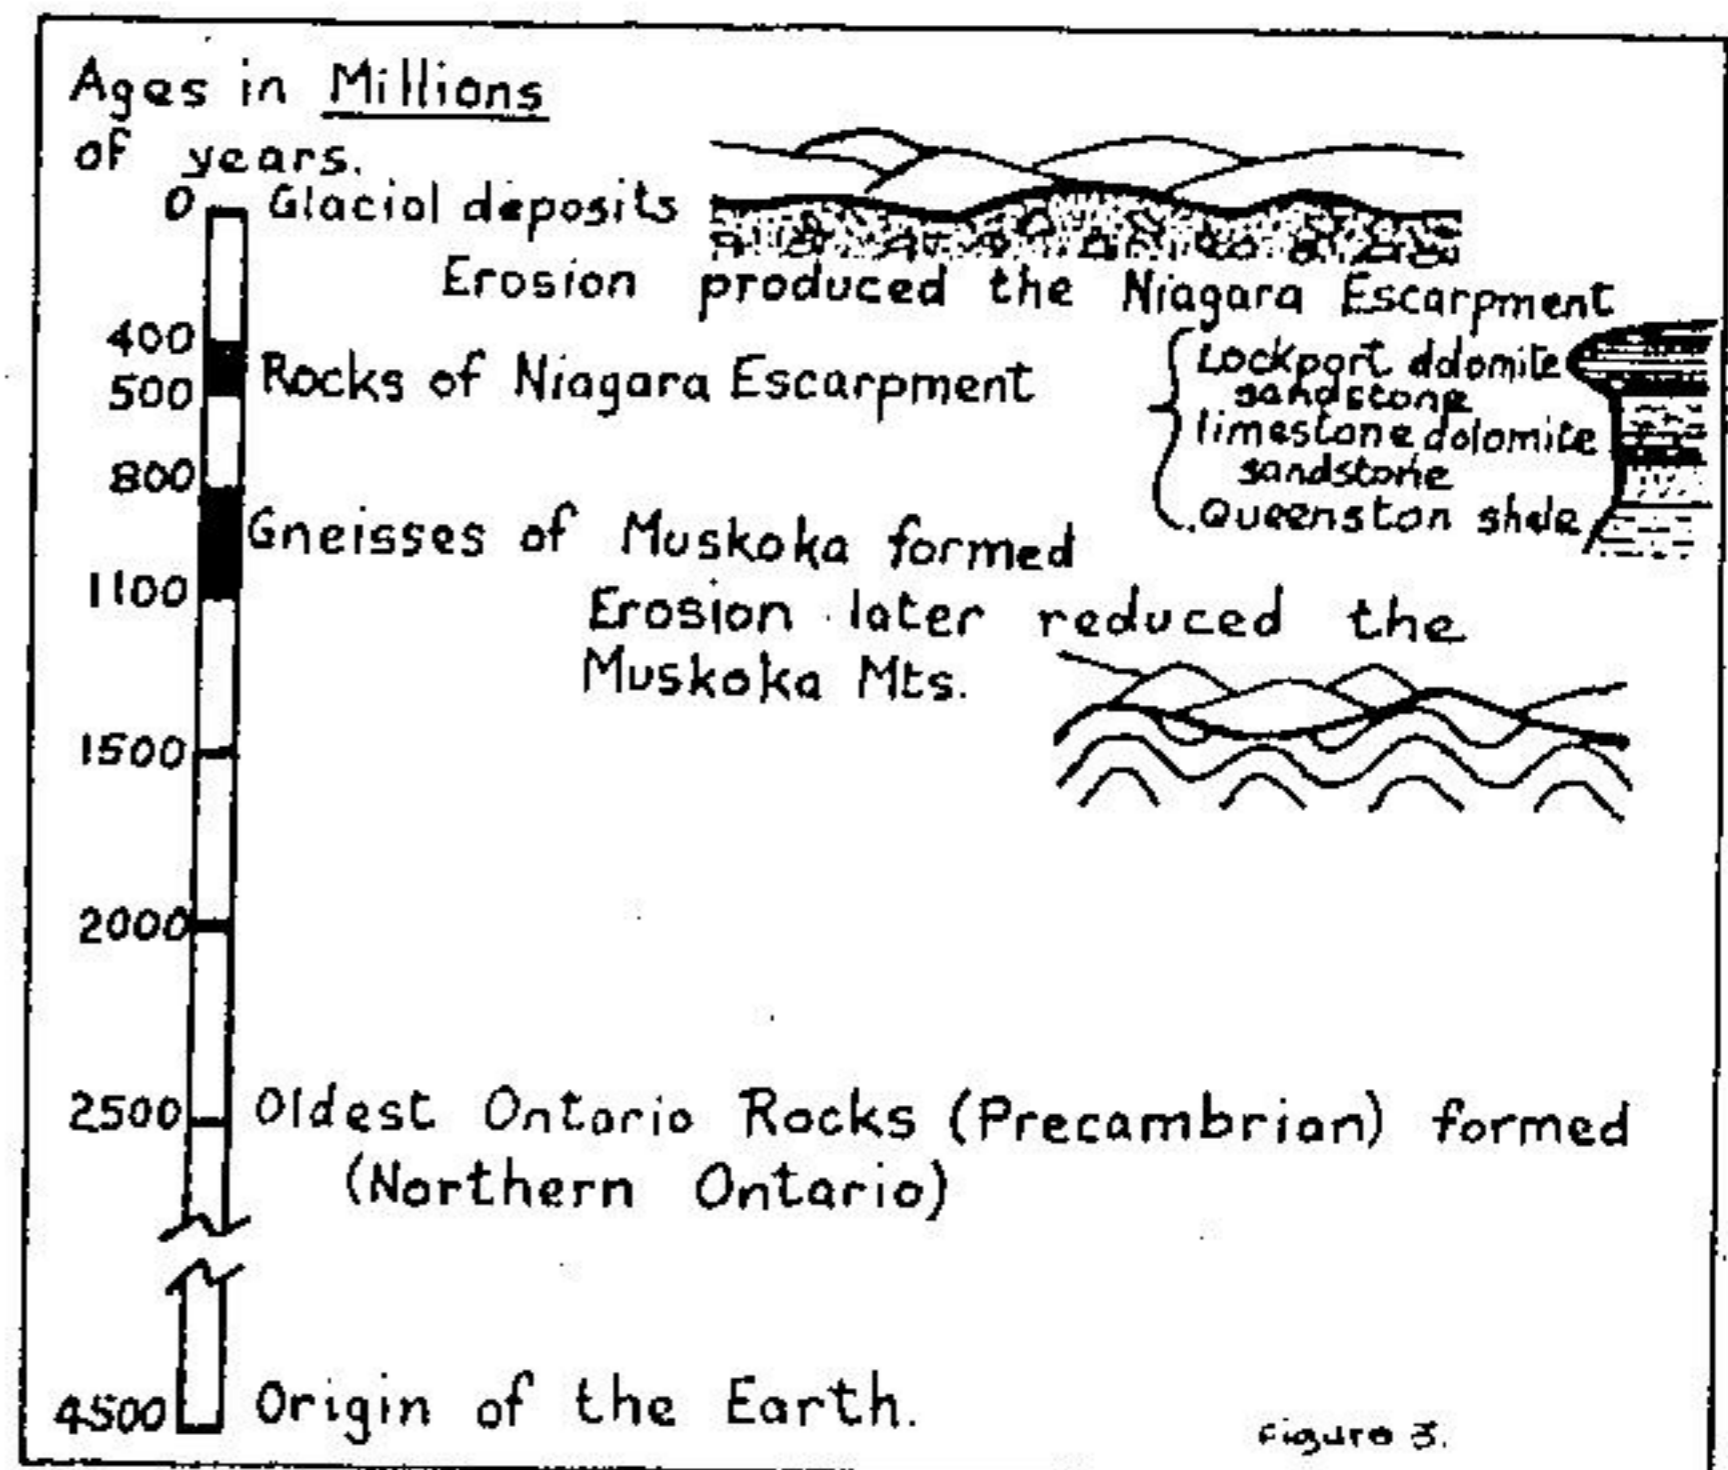 Ages in Millions
of years.
0 Glacial deposits
Erosion produced the Niagara Escarpment
400
500
Rocks of Niagara Escarpment
Lockport dolomite
sandstone
limestone dolomite
sandstone
Queenston shale
800
1100
Gneisses of Muskoka formed
Erosion later reduced the
Muskoka Mts.
1500
2000
2500 Oldest Ontario Rocks (Precambrian) formed
(Northern Ontario)
4500 Origin of the Earth.
Figure 3.